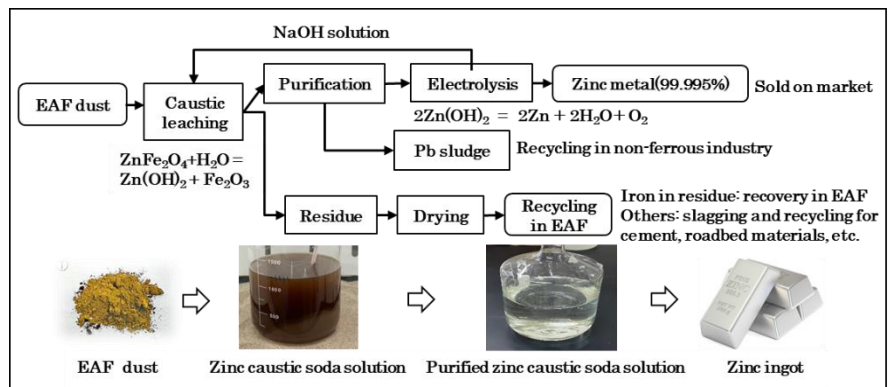 NaOH solution
EAF dust
Caustic
leaching
Purification
Electrolysis
Zinc metal(99.995%)
Sold on market
2Zn(OH)₂ = 2Zn + 2H₂O + O₂
ZnFe₂O₄+H₂O =
Zn(OH)₂ + Fe₂O₃
Pb sludge
Recycling in non-ferrous industry
Residue
Drying
Recycling
in EAF
Iron in residue: recovery in EAF
Others: slagging and recycling for
cement, roadbed materials, etc.
ZINC
EAF dust
Zinc caustic soda solution
Purified zinc caustic soda solution
Zinc ingot